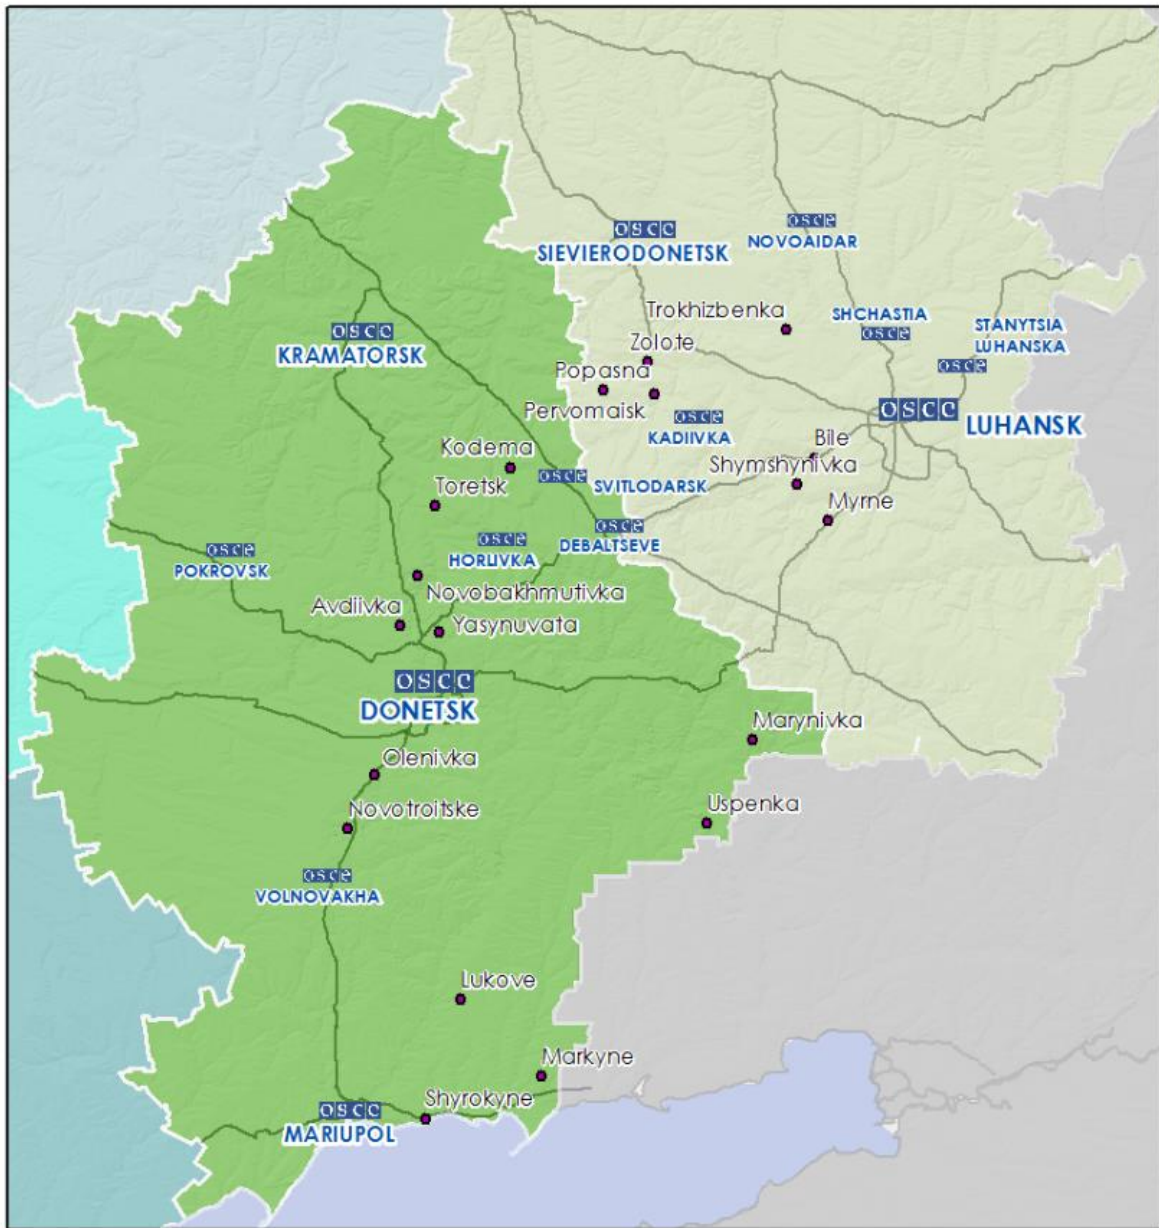 osce
NOVOAIDAR
osce
SIEVIERODONETSK
Trokhizbenka
SHCHASTIA
osce
STANYTSIA
LUHANSKA
osce
osce
KRAMATORSK
Zolote
Popasna
Pervomaisk
osce
KADIIVKA
osce
LUHANSK
Bile
Shymshynivka
Myrne
Kodema
osce
SVITLODARSK
Toretsk
osce
HORLIVKA
osce
DEBALTSEVE
osce
POKROVSK
Novobakhmutivka
Avdiivka
Yasynuvata
osce
DONETSK
Marynivka
Olenivka
Uspenka
Novotroitske
osce
VOLNOVAKHA
Lukove
Markyne
Shyrokyne
osce
MARIUPOL